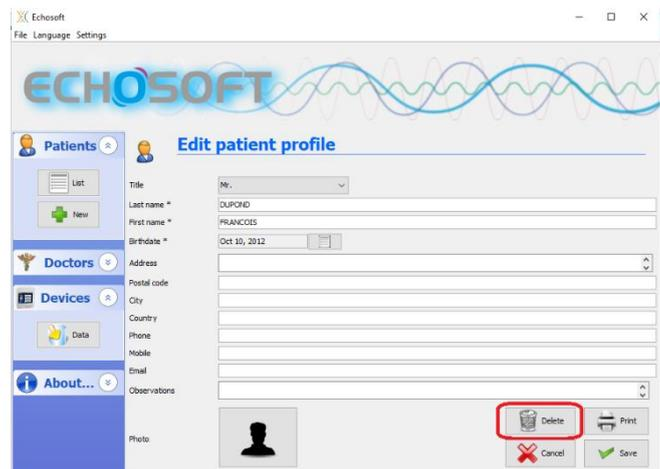 Echosoft
File Language Settings
ECHOSOFT
Patients
List
New
Doctors
Devices
Data
About...
Edit patient profile
Title Mr.
Last name * DUPOND
First name * FRANCOIS
Birthdate * Oct 10, 2012
Address
Postal code
City
Country
Phone
Mobile
Email
Observations
Photo
Delete Print
Cancel Save